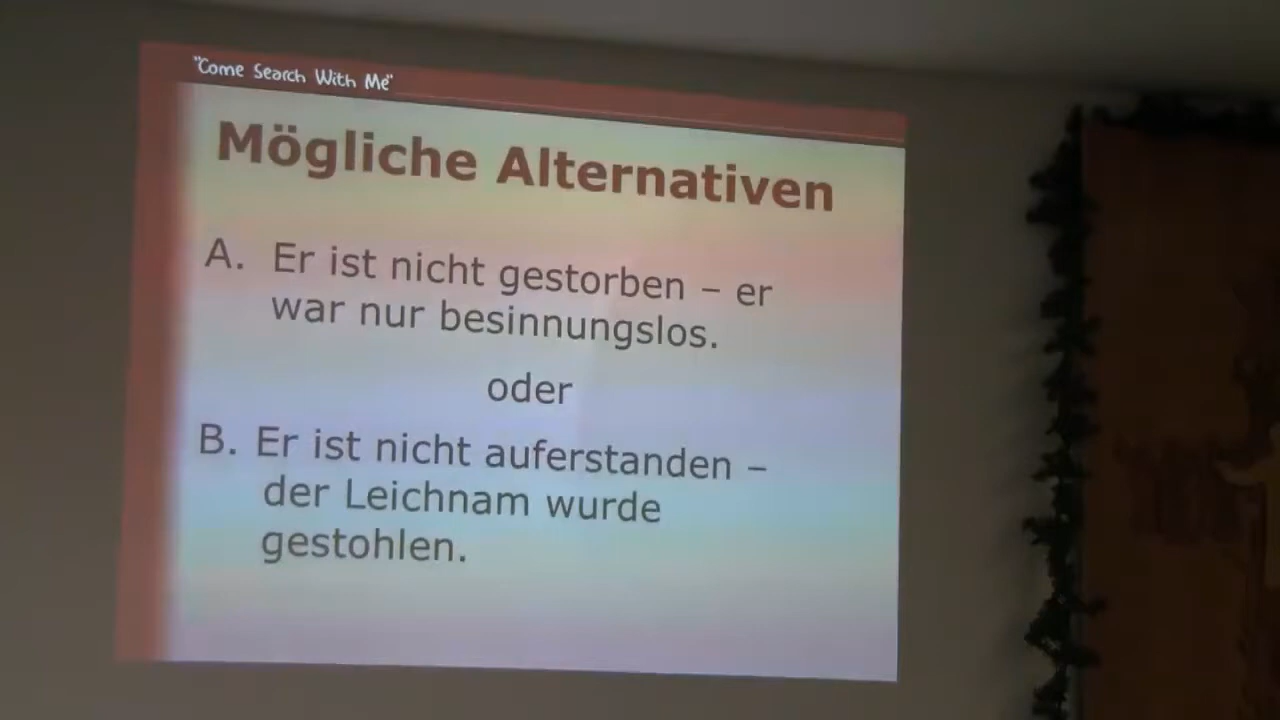 "Come Search With Me"
Mögliche Alternativen
A. Er ist nicht gestorben – er
war nur besinnungslos.
oder
B. Er ist nicht auferstanden –
der Leichnam wurde
gestohlen.